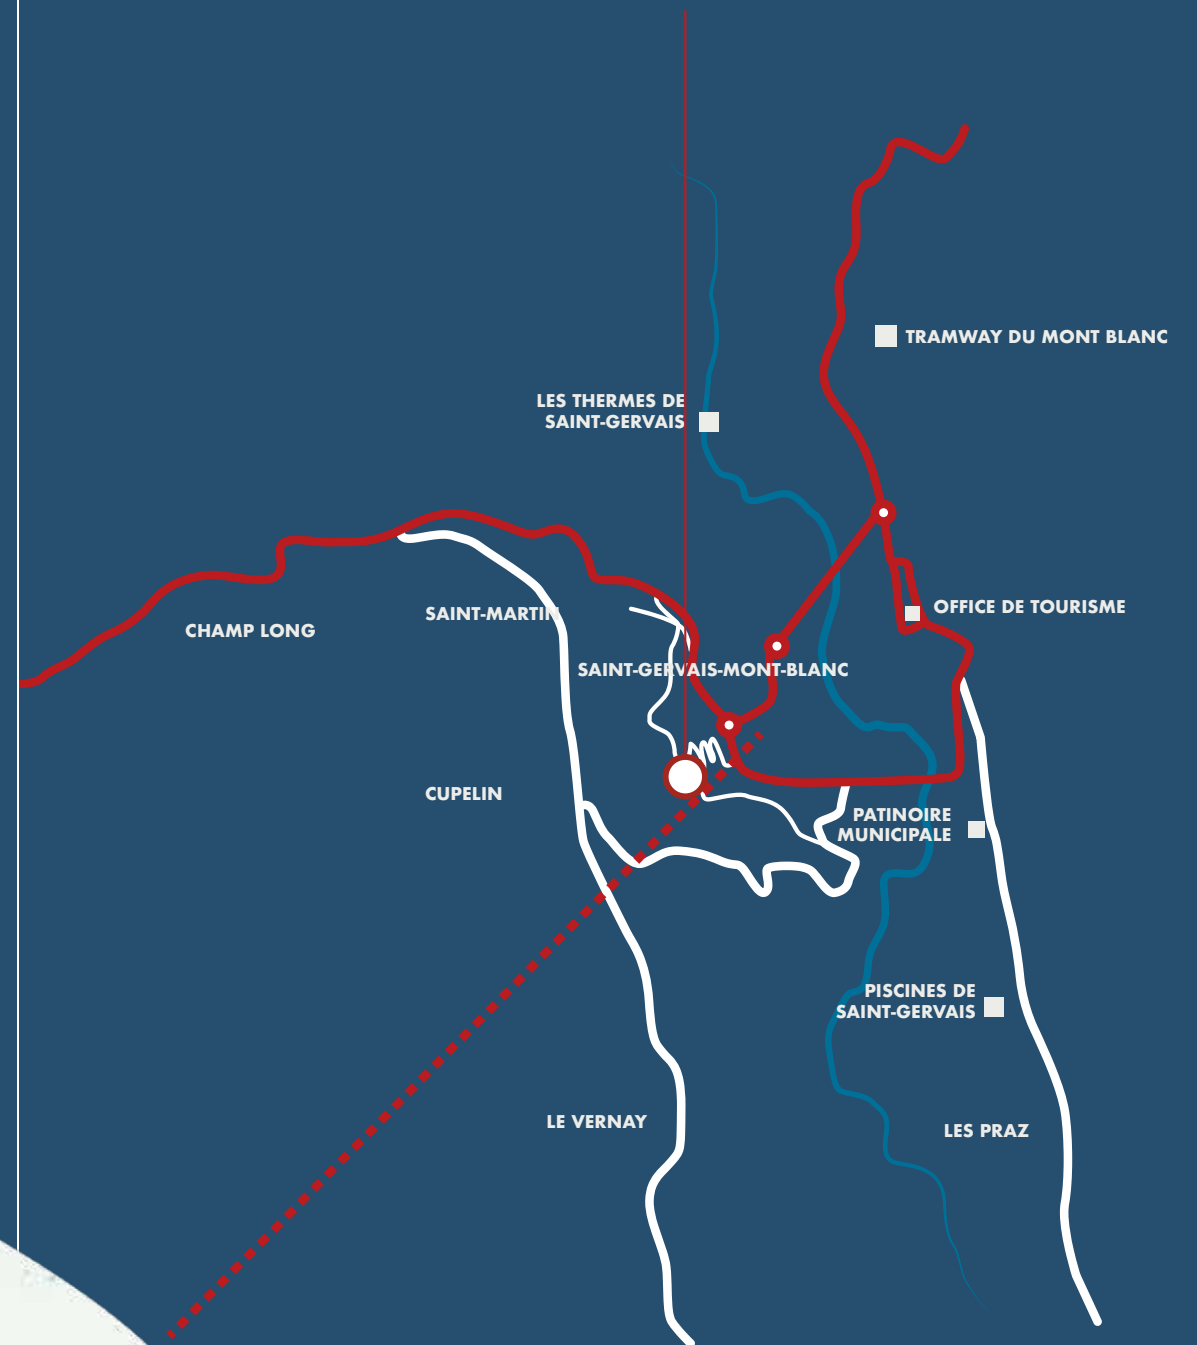 TRAMWAY DU MONT BLANC
LES THERMES DE
SAINT-GERVAIS
OFFICE DE TOURISME
SAINT-MARTIN
CHAMP LONG
SAINT-GERVAIS-MONT-BLANC
CUPELIN
PATINOIRE
MUNICIPALE
PISCINES DE
SAINT-GERVAIS
LE VERNAY
LES PRAZ